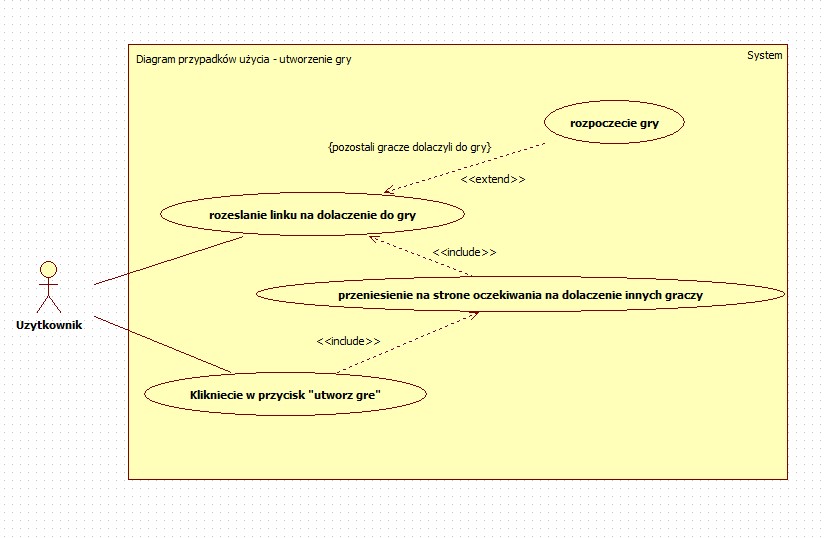 Diagram przypadków użycia - utworzenie gry
System
rozpoczecie gry
{pozostali gracze dolaczyli do gry}
<<extend>>
rozeslanie linku na dolaczenie do gry
<<include>>
przeniesienie na strone oczekiwania na dolaczenie innych graczy
Uzytkownik
<<include>>
Klikniecie w przycisk "utworz gre"